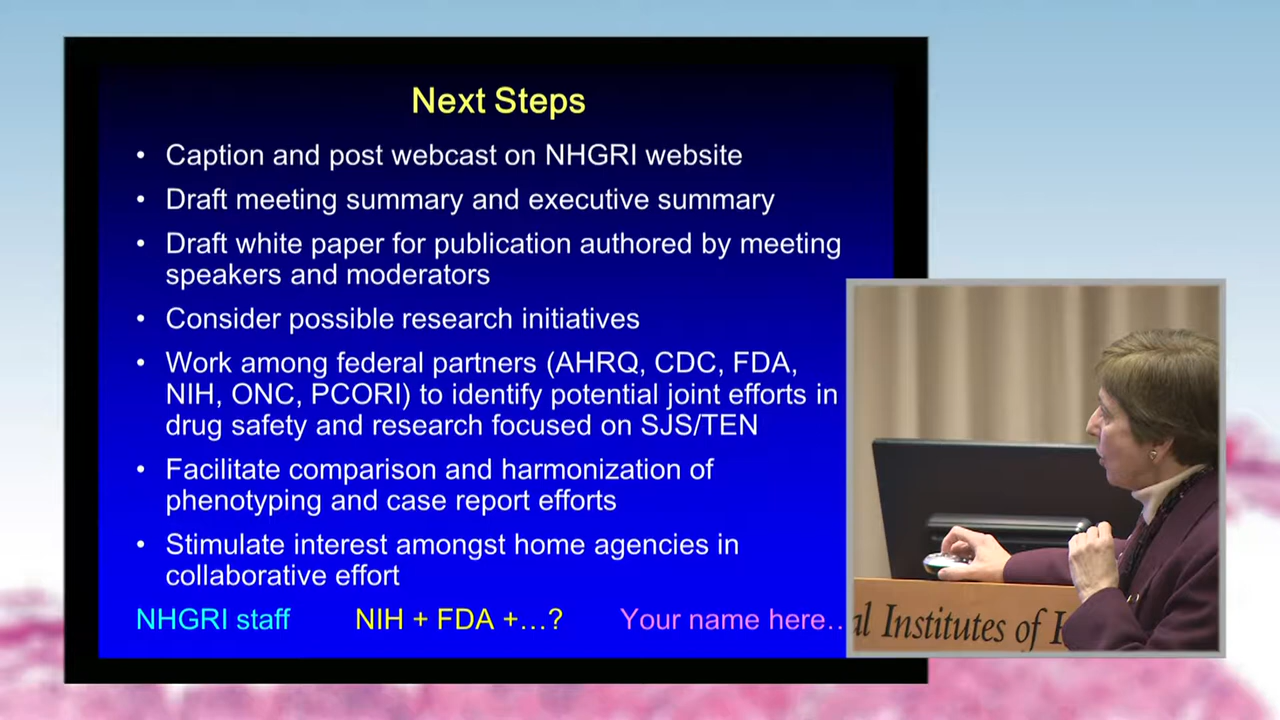 Next Steps
• Caption and post webcast on NHGRI website
• Draft meeting summary and executive summary
• Draft white paper for publication authored by meeting
speakers and moderators
• Consider possible research initiatives
• Work among federal partners (AHRQ, CDC, FDA,
NIH, ONC, PCORI) to identify potential joint efforts in
drug safety and research focused on SJS/TEN
• Facilitate comparison and harmonization of
phenotyping and case report efforts
• Stimulate interest amongst home agencies in
collaborative effort
NHGRI staff NIH + FDA +…? Your name here..
al Institutes of